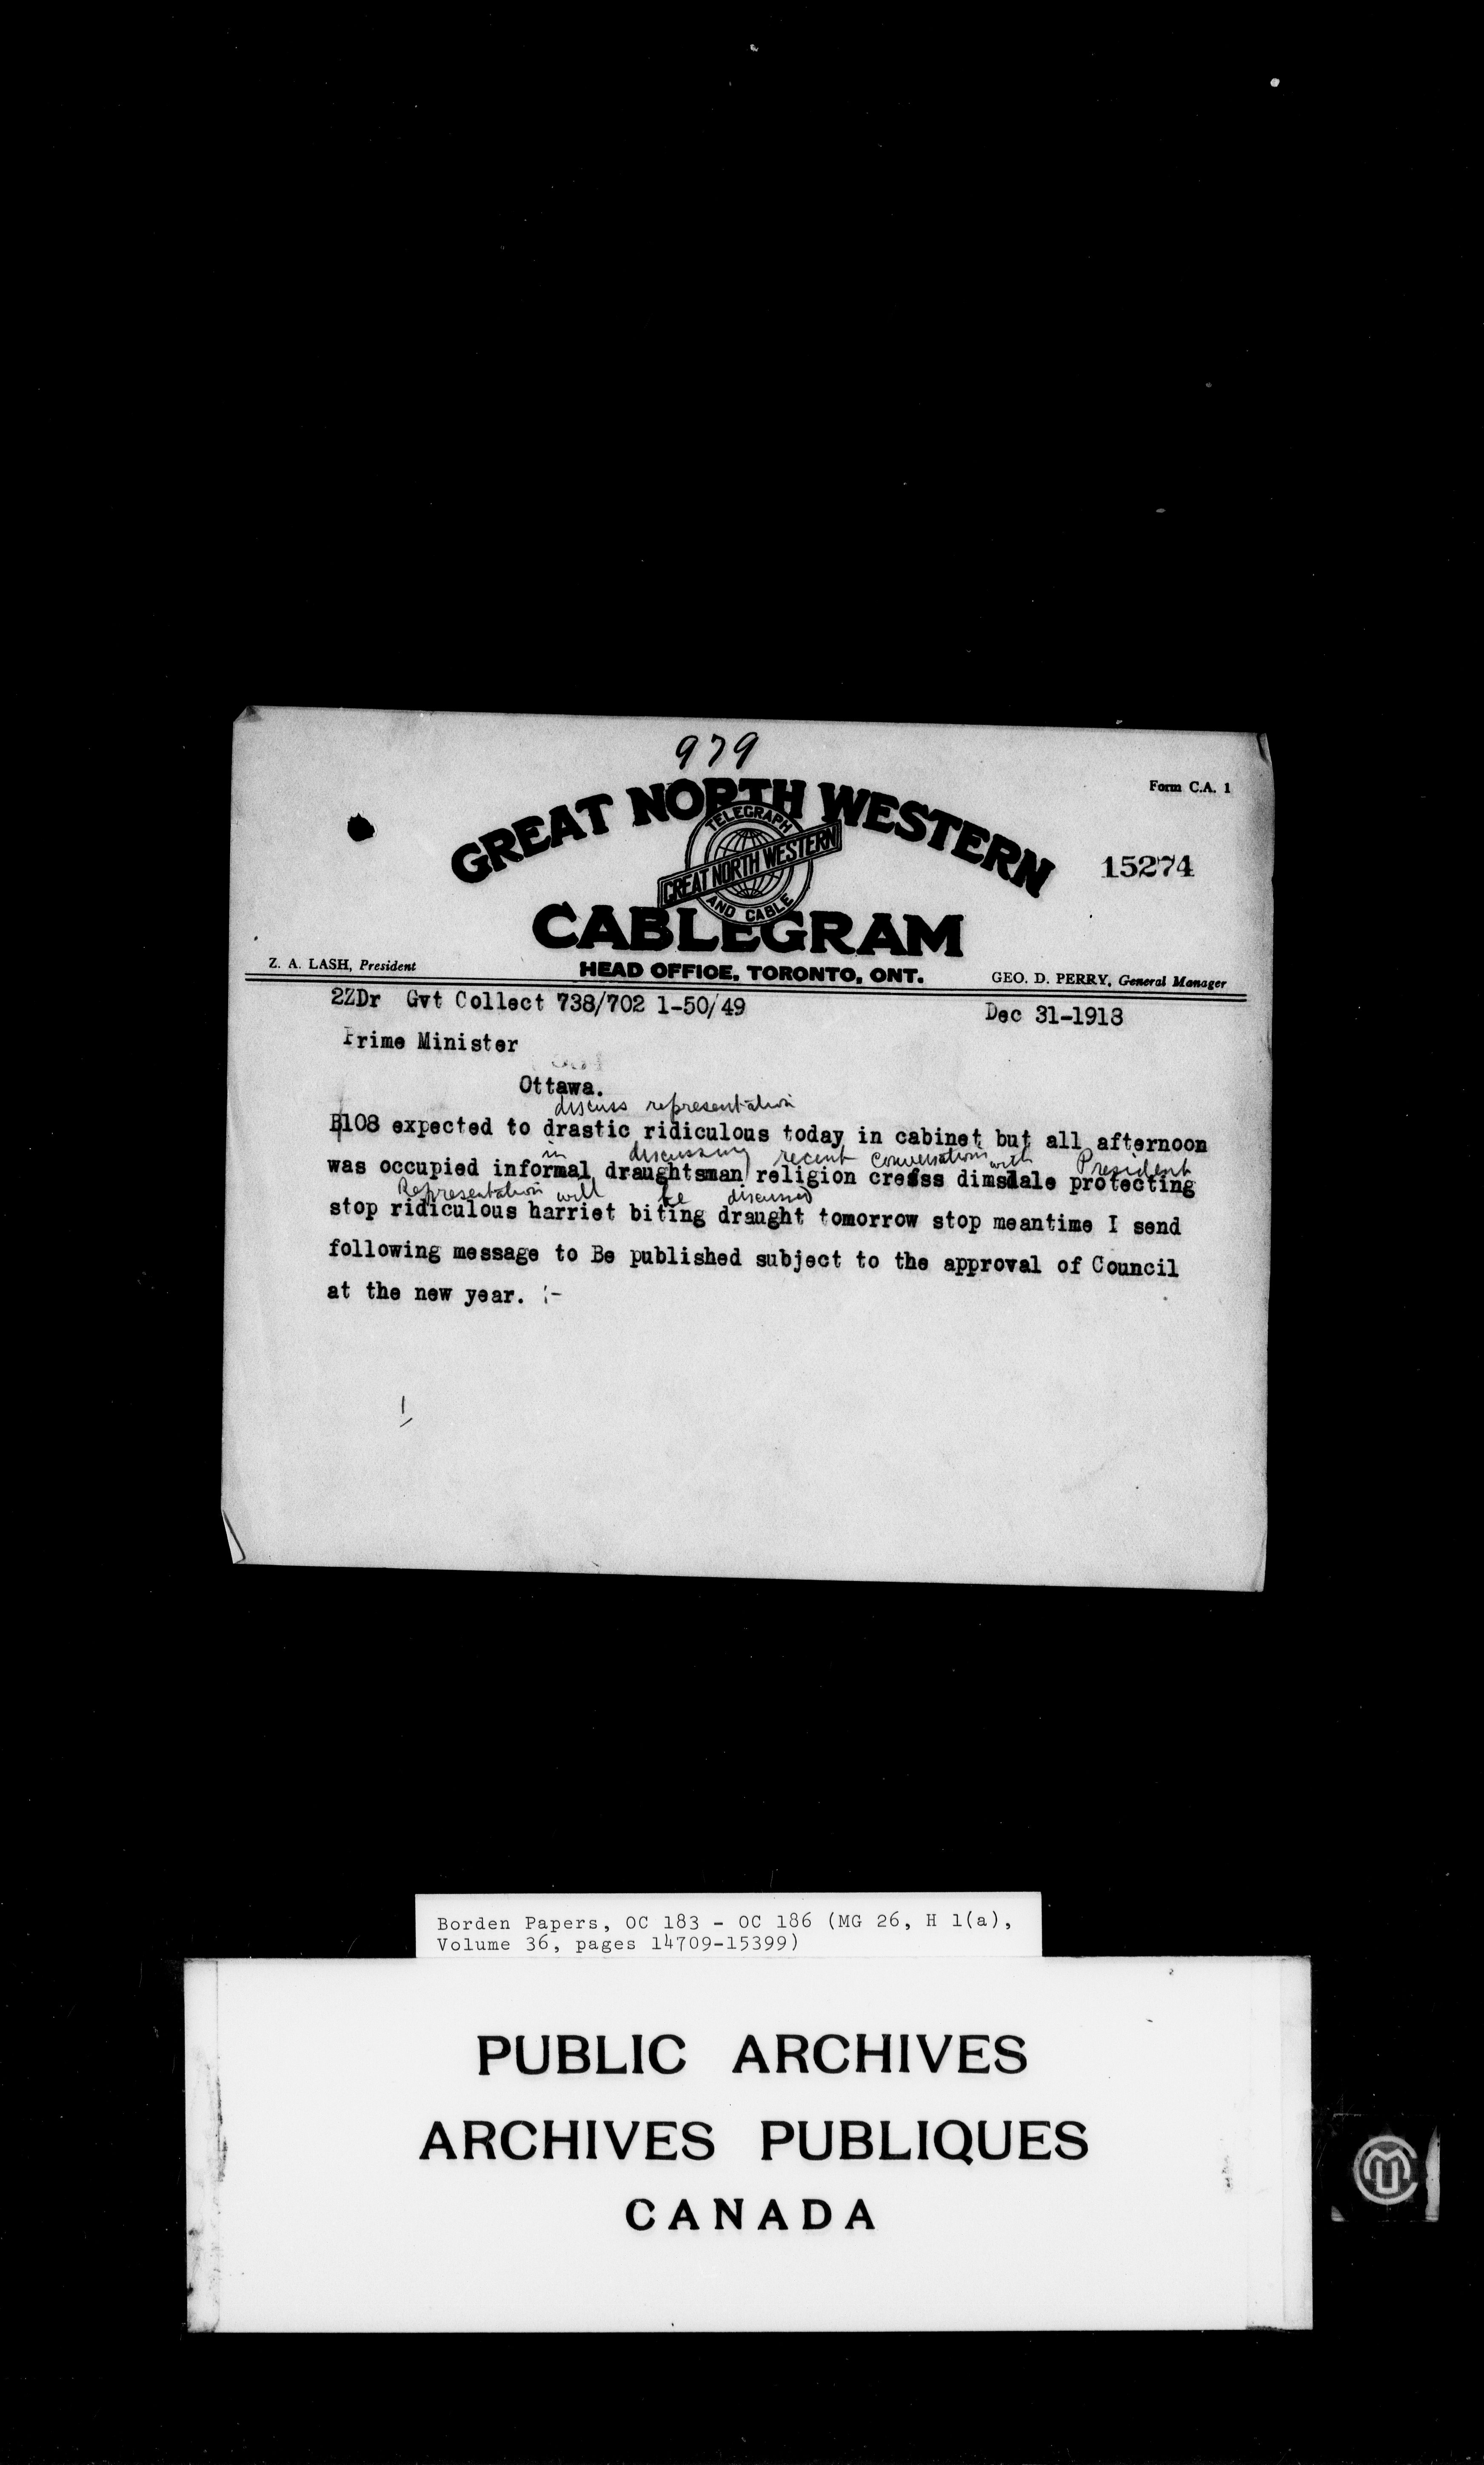 979
Form C.A. 1
GREAT NORTH WESTERN
TELEGRAPH
GREAT NORTH WESTERN
AND CABLE
15274
CABLEGRAM
Z. A. LASH, President
HEAD OFFICE, TORONTO, ONT.
GEO. D. PERRY, General Manager
2ZDr Gvt Collect 738/702 1-50/49
Dec 31-1918
Prime Minister
Ottawa.
discuss representation
B108 expected to drastic ridiculous today in cabinet but all afternoon
in discussing recent conversations with President
was occupied informal draughtsman religion creass dimsdale protecting
Representation will be discussed
stop ridiculous harriet biting draught tomorrow stop meantime I send
following message to Be published subject to the approval of Council
at the new year. :-
Borden Papers, OC 183 - OC 186 (MG 26, H 1(a),
Volume 36, pages 14709-15399)
PUBLIC ARCHIVES
ARCHIVES PUBLIQUES
CANADA